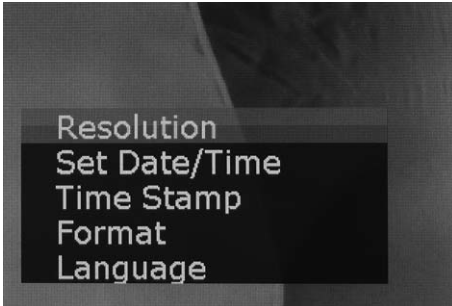 Resolution
Set Date/Time
Time Stamp
Format
Language